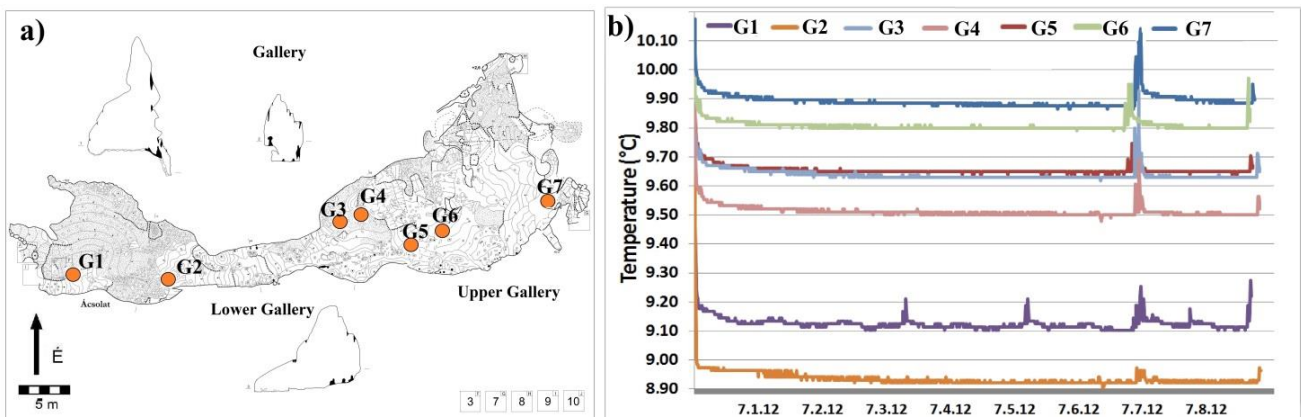 a)
Gallery
G1
G2
G3
G4
G5
G6
G7
Ácsolat
Lower Gallery
Upper Gallery
É
5 m
3
7
8
9
10
b)
G1 G2 G3 G4 G5 G6 G7
Temperature (°C)
10.10
10.00
9.90
9.80
9.70
9.60
9.50
9.30
9.20
9.10
9.00
8.90
7.1.12 7.2.12 7.3.12 7.4.12 7.5.12 7.6.12 7.7.12 7.8.12